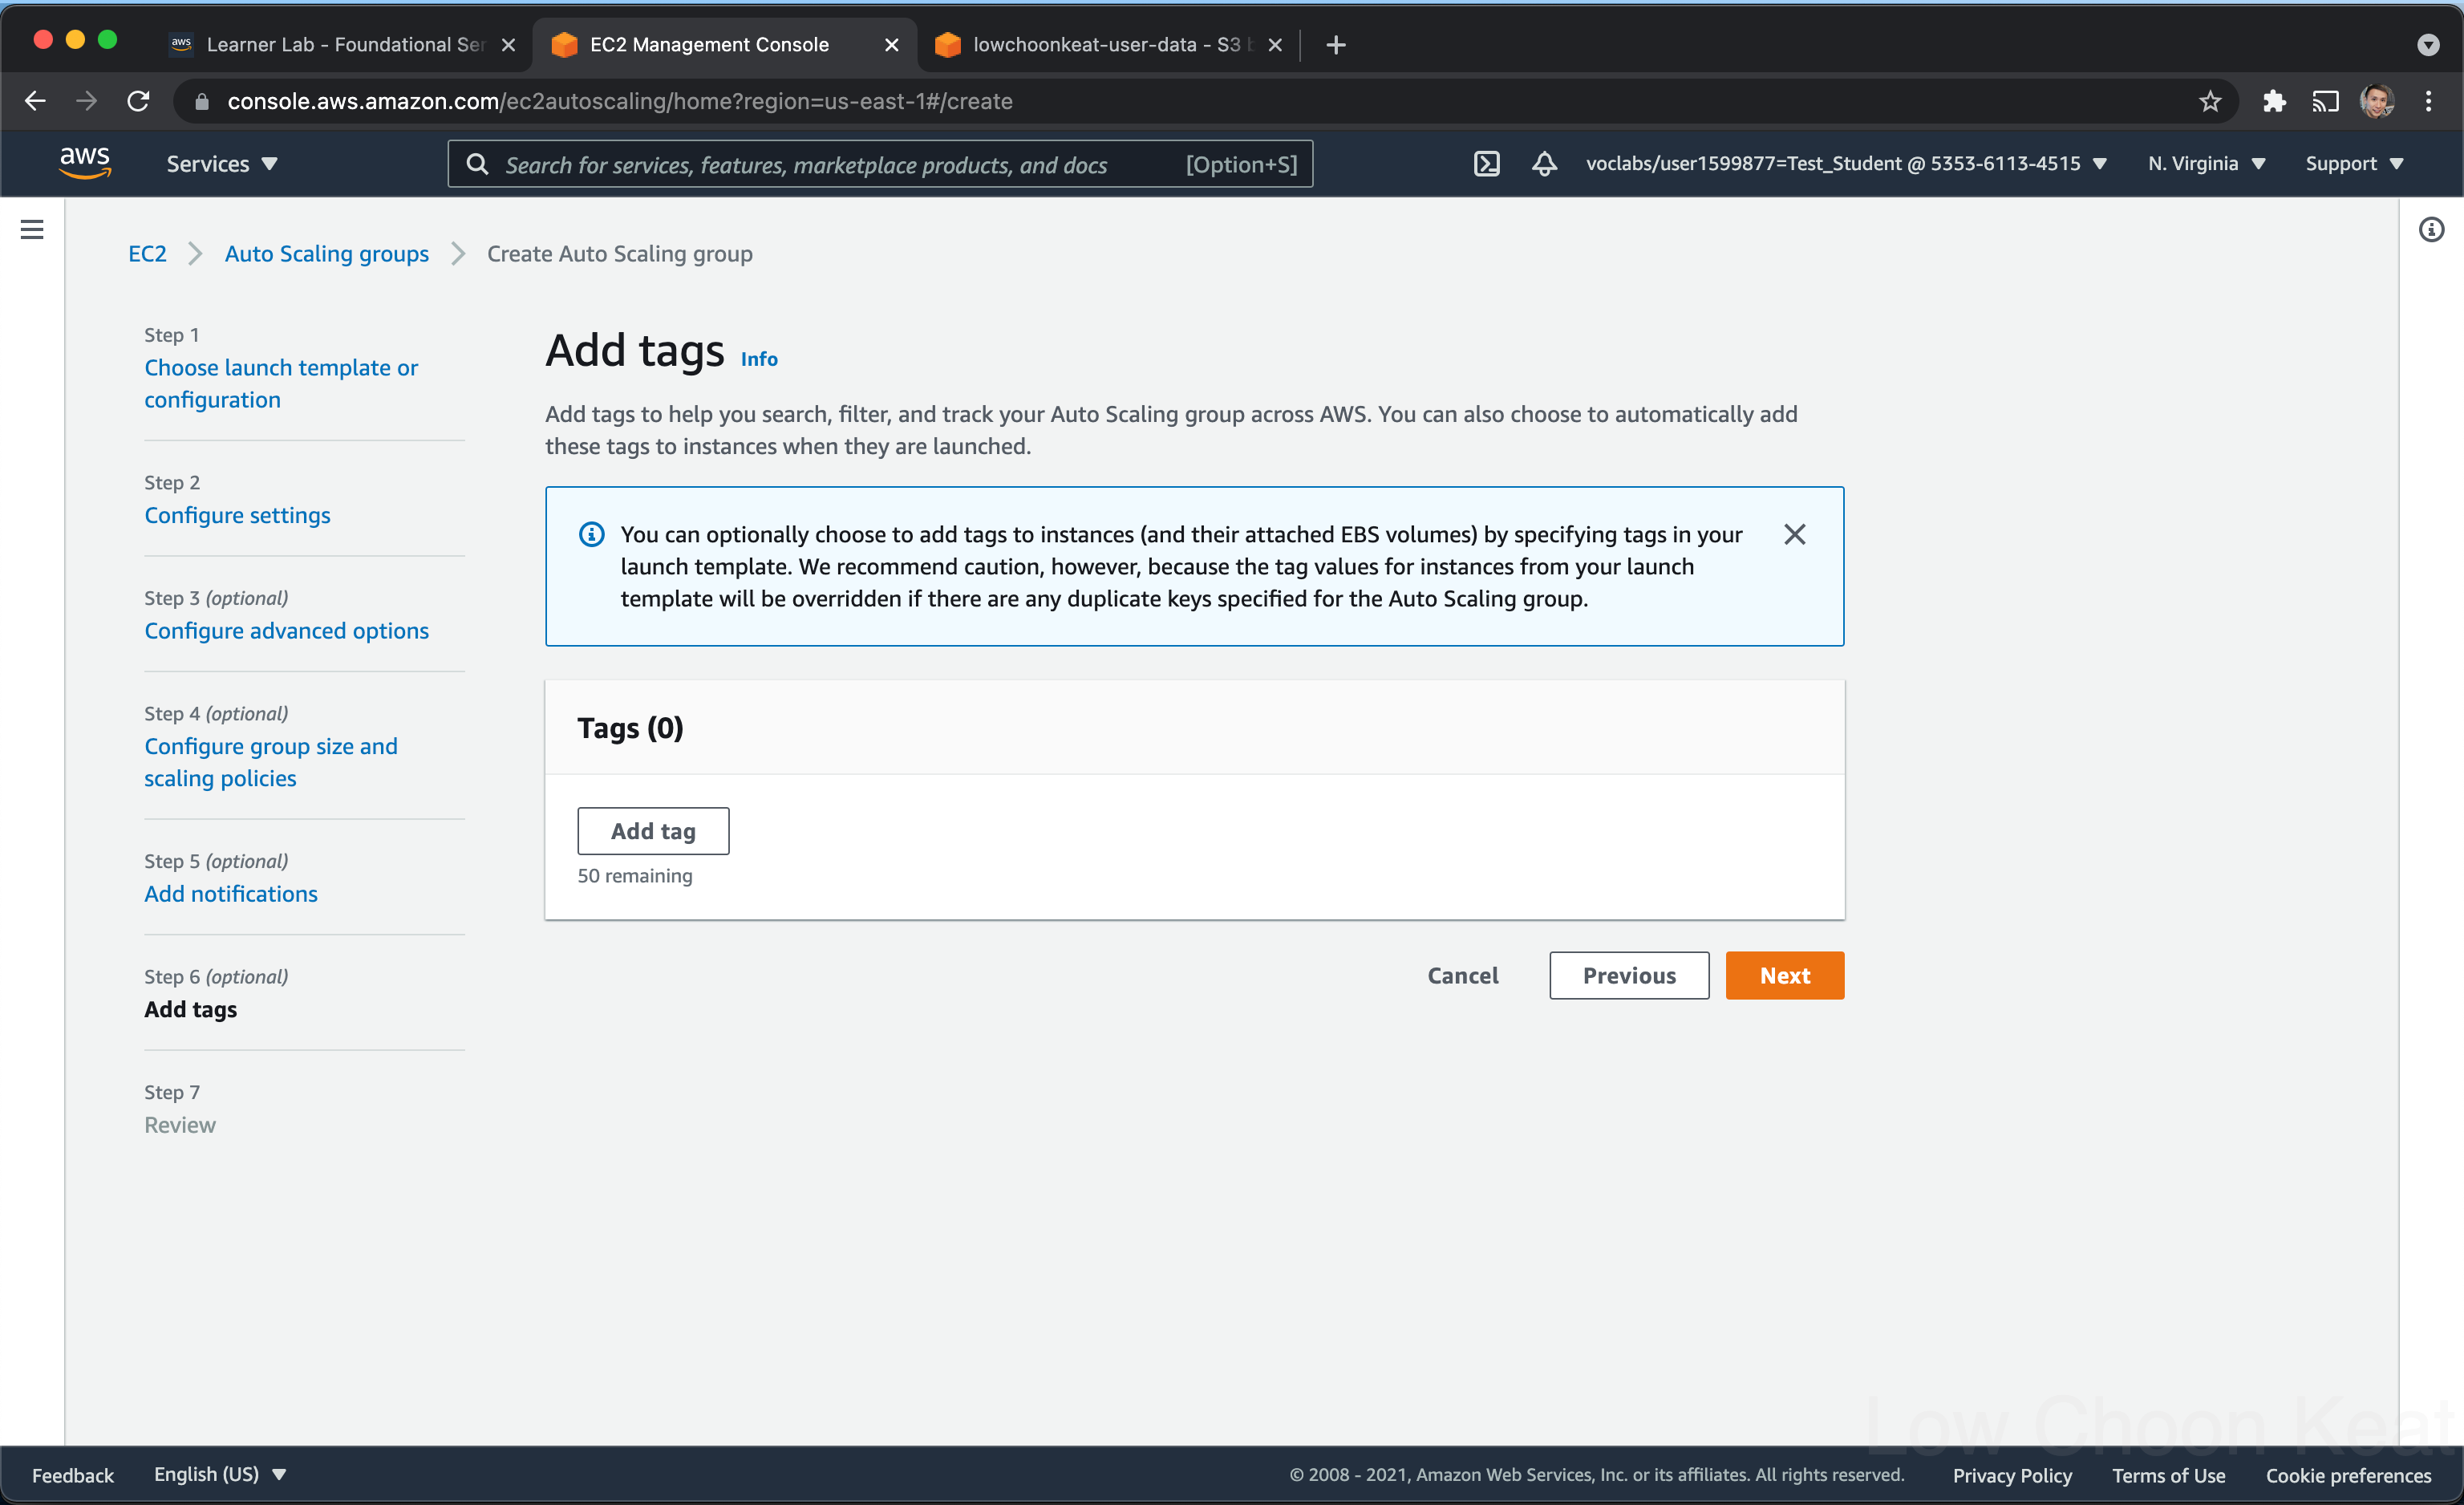 aws Learner Lab - Foundational Ser
EC2 Management Console
lowchoonkeat-user-data - S3 b
console.aws.amazon.com/ec2autoscaling/home?region=us-east-1#/create
aws
Services
Search for services, features, marketplace products, and docs [Option+S]
voclabs/user1599877=Test_Student @ 5353-6113-4515
N. Virginia
Support
EC2 > Auto Scaling groups > Create Auto Scaling group
Step 1
Choose launch template or
configuration
Step 2
Configure settings
Step 3 (optional)
Configure advanced options
Step 4 (optional)
Configure group size and
scaling policies
Step 5 (optional)
Add notifications
Step 6 (optional)
Add tags
Step 7
Review
Add tags Info
Add tags to help you search, filter, and track your Auto Scaling group across AWS. You can also choose to automatically add
these tags to instances when they are launched.
You can optionally choose to add tags to instances (and their attached EBS volumes) by specifying tags in your
launch template. We recommend caution, however, because the tag values for instances from your launch
template will be overridden if there are any duplicate keys specified for the Auto Scaling group.
Tags (0)
Add tag
50 remaining
Cancel
Previous
Next
Low Choon Keat
Feedback
English (US)
© 2008 - 2021, Amazon Web Services, Inc. or its affiliates. All rights reserved.
Privacy Policy
Terms of Use
Cookie preferences